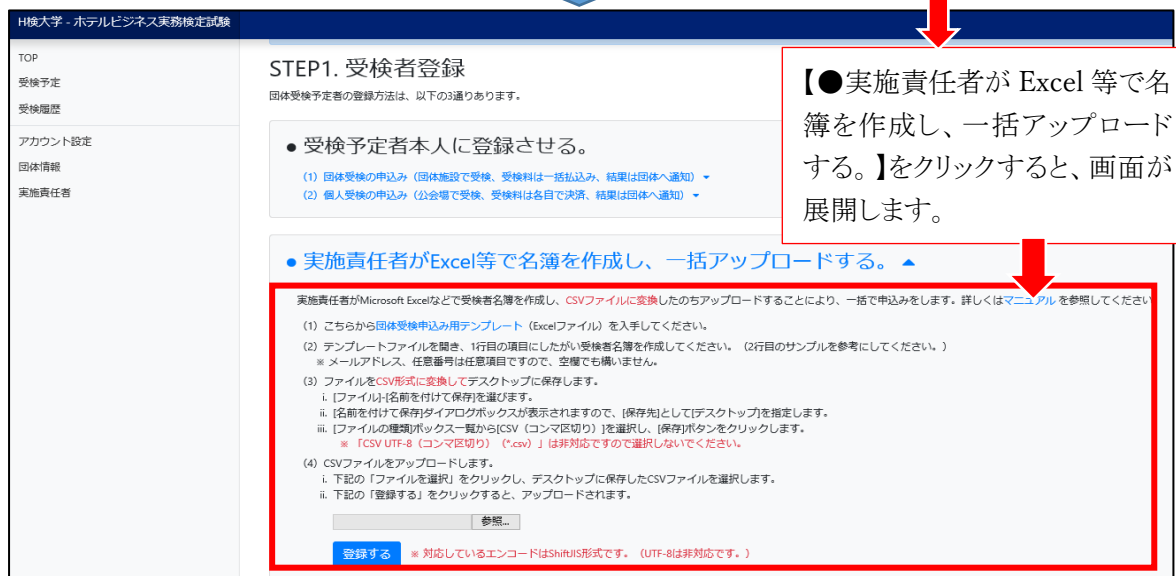 H検大学 - ホテルビジネス実務検定試験
TOP
受検予定
受検履歴
アカウント設定
団体情報
実施責任者
STEP1. 受検者登録
団体受検予定者の登録方法は、以下の3通りあります。
● 受検予定者本人に登録させる。
(1) 団体受検の申込み（団体施設で受検、受検料は一括払込み、結果は団体へ通知）
(2) 個人受検の申込み（公会場で受検、受検料は各自で決済、結果は団体へ通知）
【●実施責任者が Excel 等で名
簿を作成し、一括アップロード
する。】をクリックすると、画面が
展開します。
● 実施責任者がExcel等で名簿を作成し、一括アップロードする。
実施責任者がMicrosoft Excelなどで受検者名簿を作成し、CSVファイルに変換したのちアップロードすることにより、一括で申込みをします。詳しくはマニュアル を参照してください
(1) こちらから団体受検申込み用テンプレート（Excelファイル）を入手してください。
(2) テンプレートファイルを開き、1行目の項目にしたがい受検者名簿を作成してください。（2行目のサンプルを参考にしてください。）
※ メールアドレス、任意番号は任意項目ですので、空欄でも構いません。
(3) ファイルをCSV形式に変換してデスクトップに保存します。
i. [ファイル]-[名前を付けて保存]を選びます。
ii. [名前を付けて保存]ダイアログボックスが表示されますので、[保存先]として[デスクトップ]を指定します。
iii. [ファイルの種類]ボックス一覧から[CSV（コンマ区切り）]を選択し、[保存]ボタンをクリックします。
※ 「CSV UTF-8（コンマ区切り）（*.csv）」は非対応ですので選択しないでください。
(4) CSVファイルをアップロードします。
i. 下記の「ファイルを選択」をクリックし、デスクトップに保存したCSVファイルを選択します。
ii. 下記の「登録する」をクリックすると、アップロードされます。
参照...
登録する ※ 対応しているエンコードはShiftJIS形式です。（UTF-8は非対応です。）